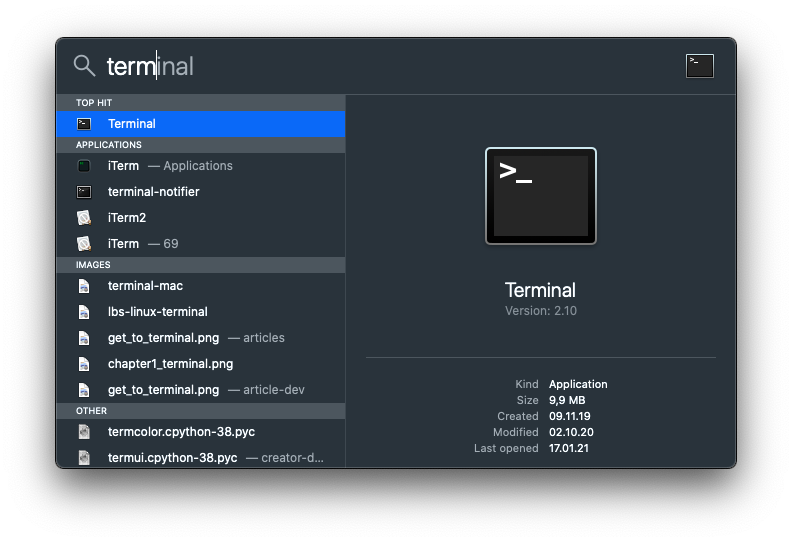 terminal
TOP HIT
Terminal
APPLICATIONS
iTerm — Applications
terminal-notifier
iTerm2
iTerm — 69
IMAGES
terminal-mac
lbs-linux-terminal
get_to_terminal.png — articles
chapter1_terminal.png
get_to_terminal.png — article-dev
OTHER
termcolor.cpython-38.pyc
termui.cpython-38.pyc — creator-d...
>_
Terminal
Version: 2.10
Kind Application
Size 9,9 MB
Created 09.11.19
Modified 02.10.20
Last opened 17.01.21